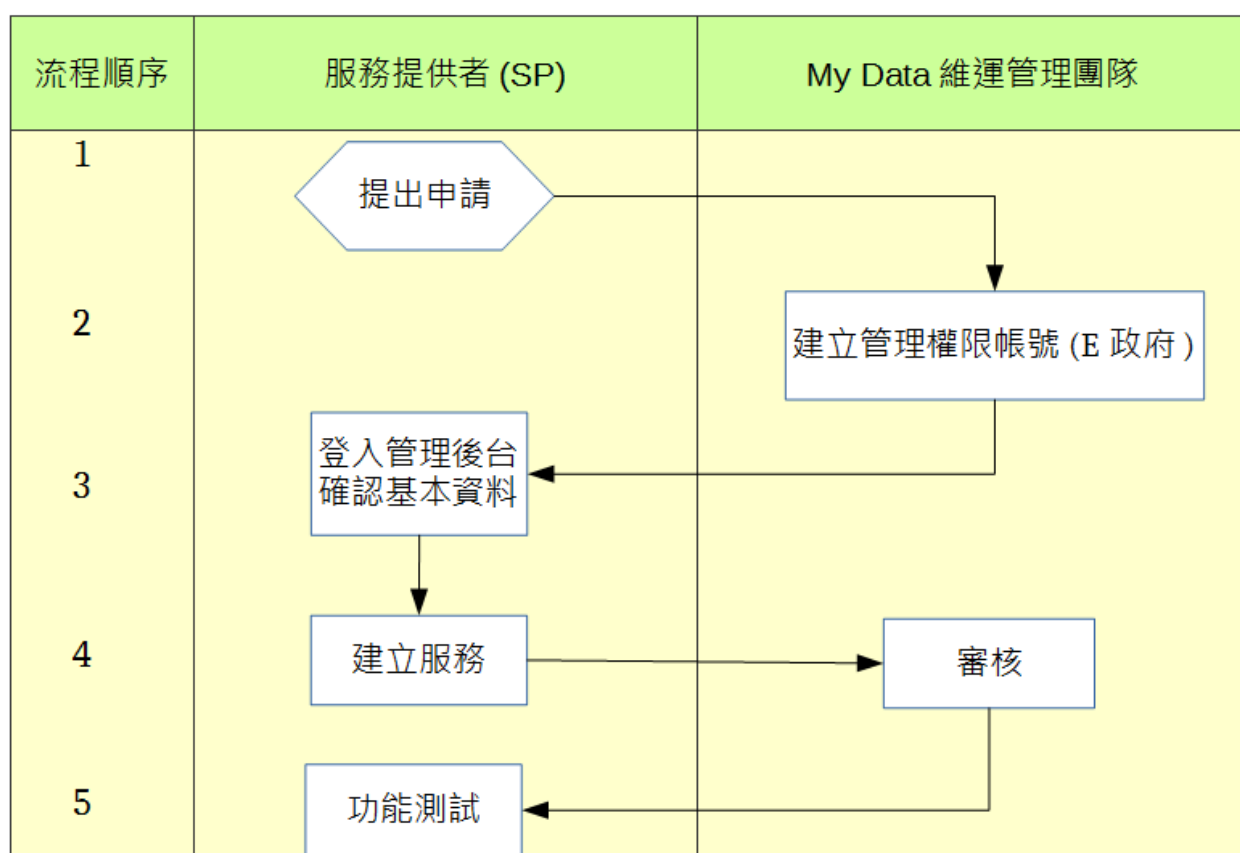 流程順序
服務提供者 (SP)
My Data 維運管理團隊
1
提出申請
2
建立管理權限帳號 (E 政府 )
3
登入管理後台
確認基本資料
4
建立服務
審核
5
功能測試